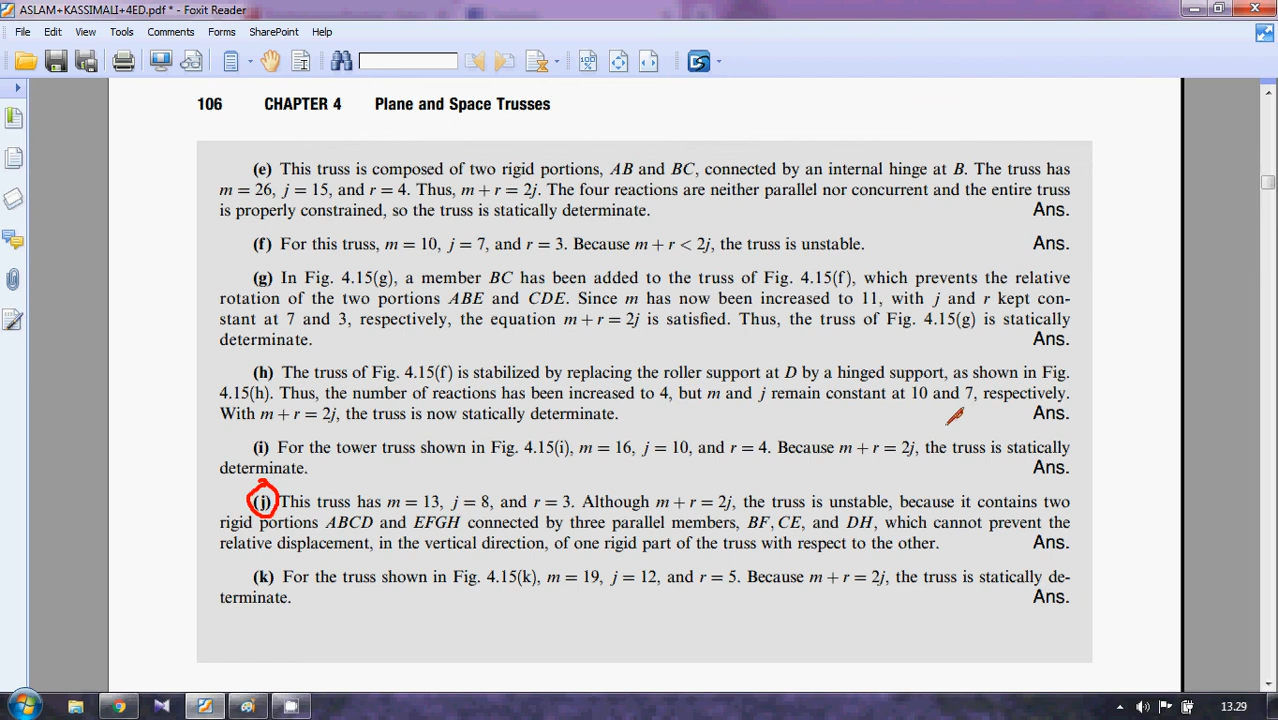 ASLAM+KASSIMALI+4ED.pdf * - Foxit Reader
File Edit View Tools Comments Forms SharePoint Help
106 CHAPTER 4 Plane and Space Trusses
(e) This truss is composed of two rigid portions, AB and BC, connected by an internal hinge at B. The truss has
m = 26, j = 15, and r = 4. Thus, m + r = 2j. The four reactions are neither parallel nor concurrent and the entire truss
is properly constrained, so the truss is statically determinate. Ans.
(f) For this truss, m = 10, j = 7, and r = 3. Because m + r < 2j, the truss is unstable. Ans.
(g) In Fig. 4.15(g), a member BC has been added to the truss of Fig. 4.15(f), which prevents the relative
rotation of the two portions ABE and CDE. Since m has now been increased to 11, with j and r kept con-
stant at 7 and 3, respectively, the equation m + r = 2j is satisfied. Thus, the truss of Fig. 4.15(g) is statically
determinate. Ans.
(h) The truss of Fig. 4.15(f) is stabilized by replacing the roller support at D by a hinged support, as shown in Fig.
4.15(h). Thus, the number of reactions has been increased to 4, but m and j remain constant at 10 and 7, respectively.
With m + r = 2j, the truss is now statically determinate. Ans.
(i) For the tower truss shown in Fig. 4.15(i), m = 16, j = 10, and r = 4. Because m + r = 2j, the truss is statically
determinate. Ans.
(j) This truss has m = 13, j = 8, and r = 3. Although m + r = 2j, the truss is unstable, because it contains two
rigid portions ABCD and EFGH connected by three parallel members, BF, CE, and DH, which cannot prevent the
relative displacement, in the vertical direction, of one rigid part of the truss with respect to the other. Ans.
(k) For the truss shown in Fig. 4.15(k), m = 19, j = 12, and r = 5. Because m + r = 2j, the truss is statically de-
terminate. Ans.
13.29